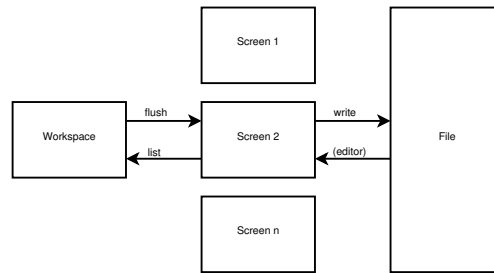 Screen 1
flush
write
Workspace
Screen 2
File
list
(editor)
Screen n